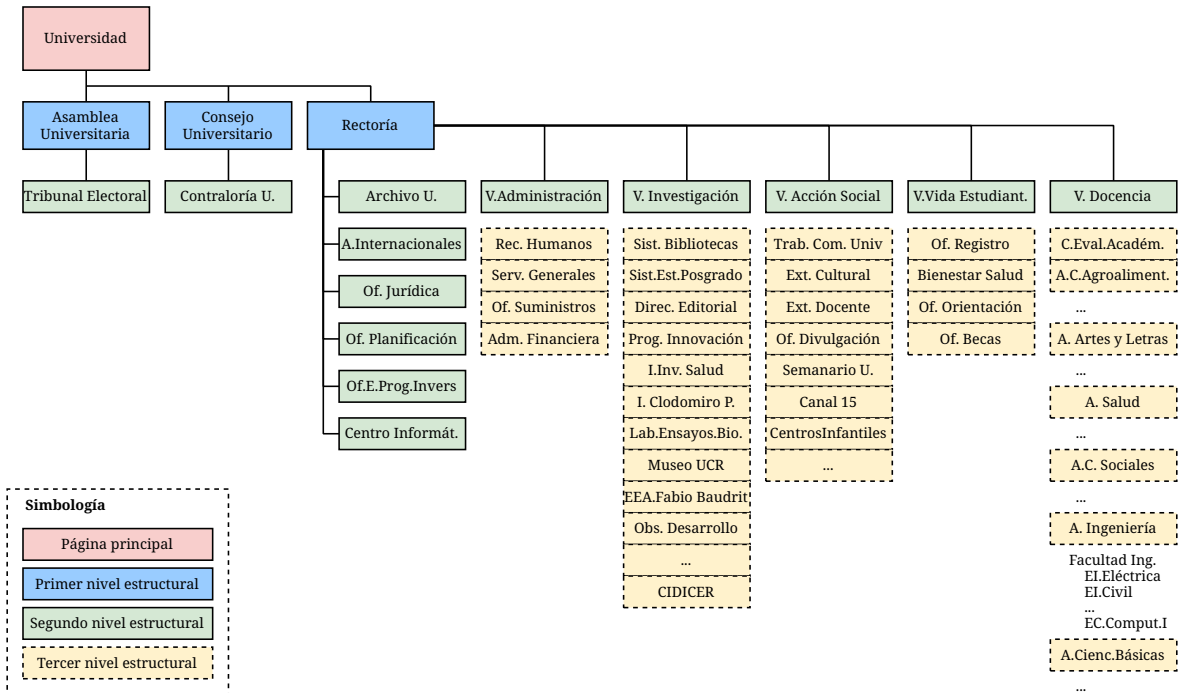 Universidad
Asamblea
Universitaria
Consejo
Universitario
Rectoría
Tribunal Electoral
Contraloría U.
Archivo U.
A.Internacionales
Of. Jurídica
Of. Planificación
Of.E.Prog.Invers
Centro Informát.
V.Administración
Rec. Humanos
Serv. Generales
Of. Suministros
Adm. Financiera
V. Investigación
Sist. Bibliotecas
Sist.Est.Posgrado
Direc. Editorial
Prog. Innovación
I.Inv. Salud
I. Clodomiro P.
Lab.Ensayos.Bio.
Museo UCR
EEA.Fabio Baudrit
Obs. Desarrollo
...
CIDICER
V. Acción Social
Trab. Com. Univ
Ext. Cultural
Ext. Docente
Of. Divulgación
Semanario U.
Canal 15
CentrosInfantiles
...
V.Vida Estudiant.
Of. Registro
Bienestar Salud
Of. Orientación
Of. Becas
V. Docencia
C.Eval.Académ.
A.C.Agroaliment.
...
A. Artes y Letras
...
A. Salud
...
A.C. Sociales
...
A. Ingeniería
Facultad Ing.
EI.Eléctrica
EI.Civil
...
EC.Comput.I
A.Cienc.Básicas
...
Simbología
Página principal
Primer nivel estructural
Segundo nivel estructural
Tercer nivel estructural